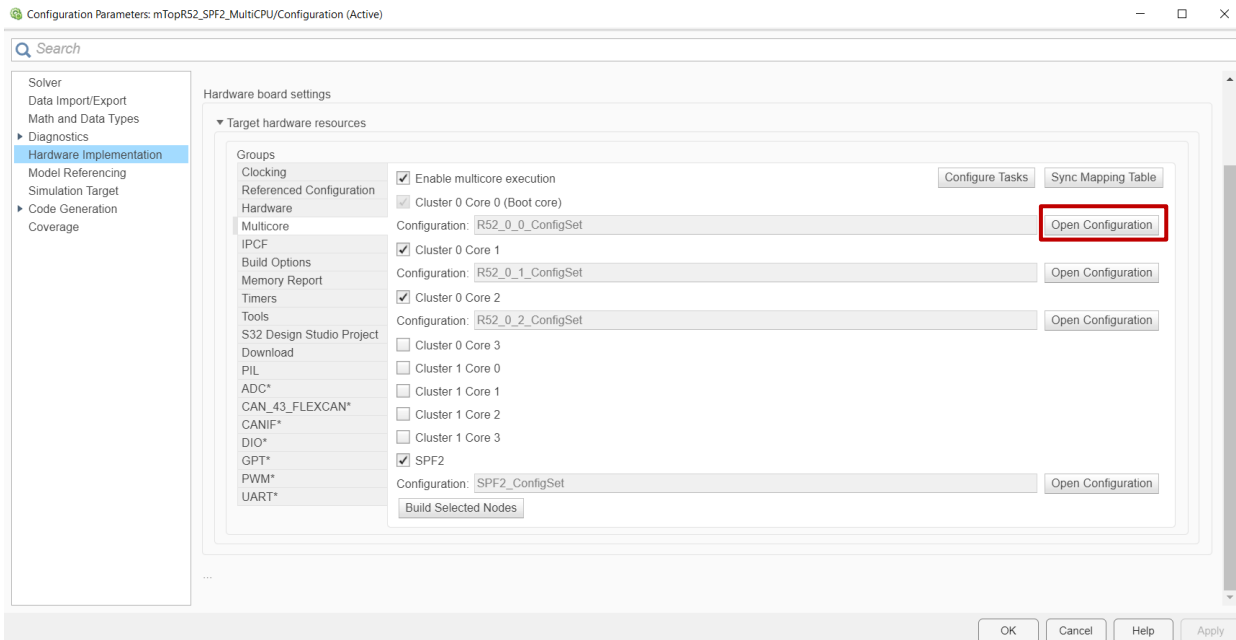 Configuration Parameters: mTopR52_SPF2_MultiCPU/Configuration (Active)
Search
Solver
Data Import/Export
Math and Data Types
Diagnostics
Hardware Implementation
Model Referencing
Simulation Target
Code Generation
Coverage
Hardware board settings
Target hardware resources
Groups
Clocking
Referenced Configuration
Hardware
Multicore
IPCF
Build Options
Memory Report
Timers
Tools
S32 Design Studio Project
Download
PIL
ADC*
CAN_43_FLEXCAN*
CANIF*
DIO*
GPT*
PWM*
UART*
Enable multicore execution Configure Tasks Sync Mapping Table
Cluster 0 Core 0 (Boot core)
Configuration: R52_0_0_ConfigSet Open Configuration
Cluster 0 Core 1
Configuration: R52_0_1_ConfigSet Open Configuration
Cluster 0 Core 2
Configuration: R52_0_2_ConfigSet Open Configuration
Cluster 0 Core 3
Cluster 1 Core 0
Cluster 1 Core 1
Cluster 1 Core 2
Cluster 1 Core 3
SPF2
Configuration: SPF2_ConfigSet Open Configuration
Build Selected Nodes
...
OK Cancel Help Apply